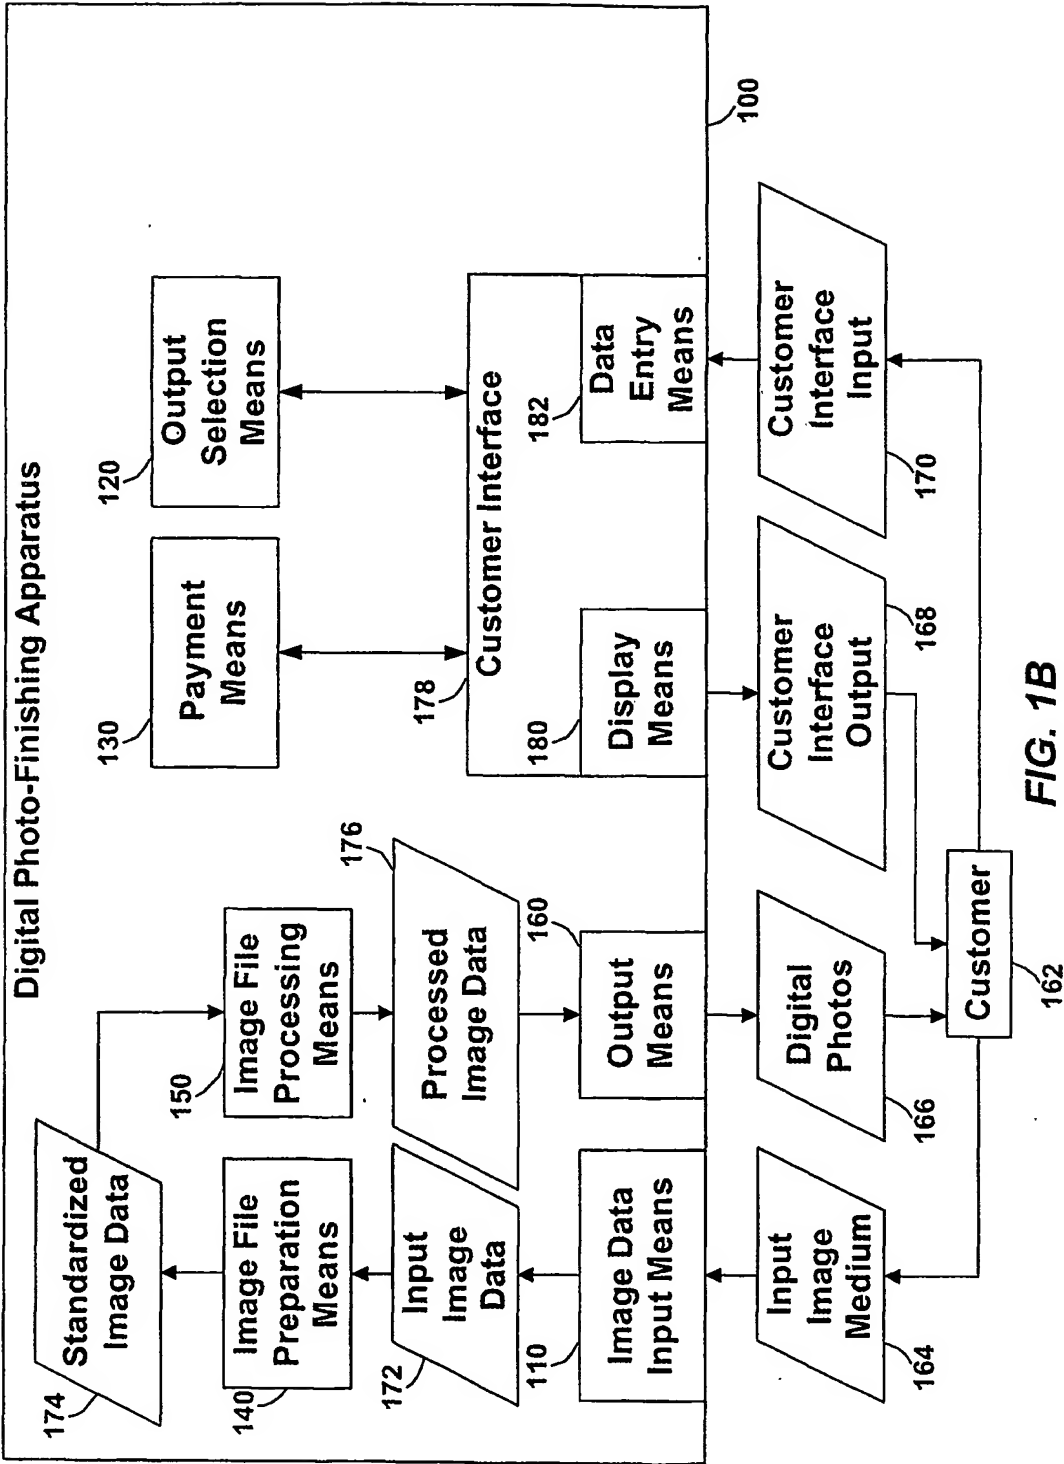 Digital Photo-Finishing Apparatus
174
Standardized
Image Data
140
Image File
Preparation
Means
150
Image File
Processing
Means
130
Payment
Means
120
Output
Selection
Means
172
Input
Image
Data
176
Processed
Image Data
178
Customer Interface
110
Image Data
Input Means
160
Output
Means
180
Display
Means
182
Data
Entry
Means
100
164
Input
Image
Medium
166
Digital
Photos
168
Customer
Interface
Output
170
Customer
Interface
Input
162
Customer
FIG. 1B